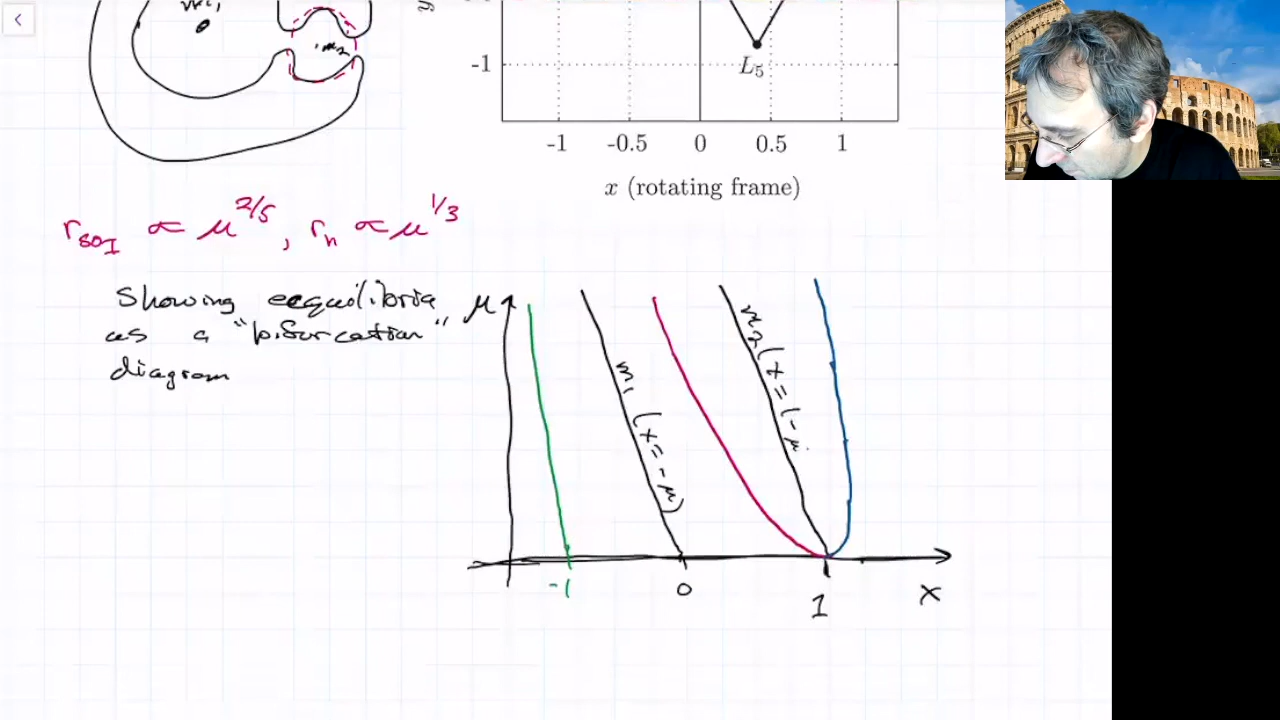 m₁
m₂
y
-1
L₅
-1 -0.5 0 0.5 1
x (rotating frame)
r_SOI ∝ μ^2/5, r_h ∝ μ^1/3
Showing eequilibria
as a "bifurcation"
diagram
μ
m₁ (x = -μ)
m₂ (x = 1-μ
-1 0 1 x